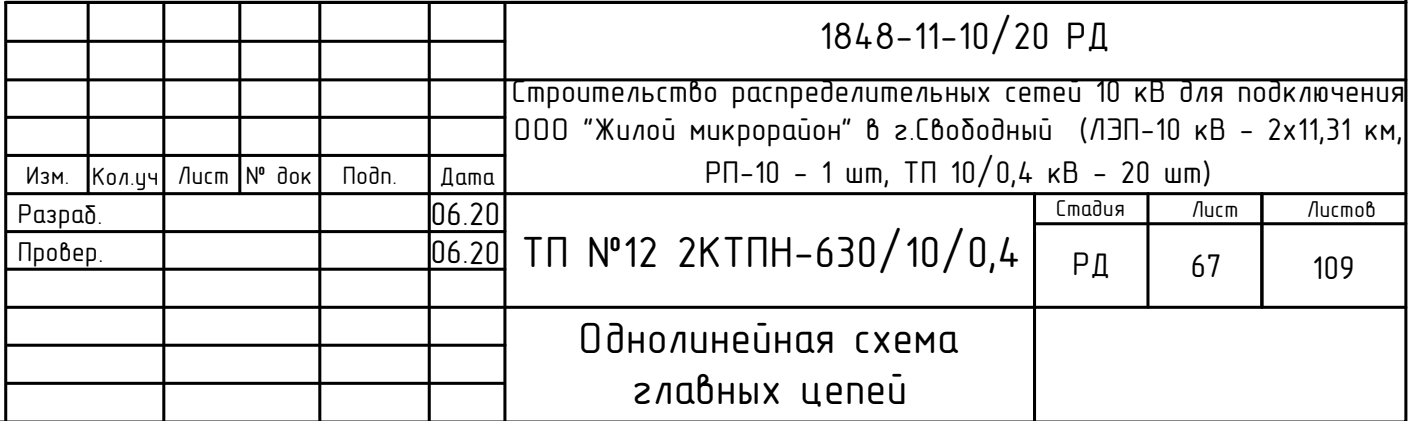 1848-11-10/20 РД
Строительство распределительных сетей 10 кВ для подключения
ООО "Жилой микрорайон" в г.Свободный (ЛЭП-10 кВ - 2х11,31 км,
РП-10 - 1 шт, ТП 10/0,4 кВ - 20 шт)
Изм. Кол.уч Лист № док Подп. Дата
Разраб. 06.20
Провер. 06.20
ТП №12 2КТПН-630/10/0,4
Стадия Лист Листов
РД 67 109
Однолинейная схема
главных цепей